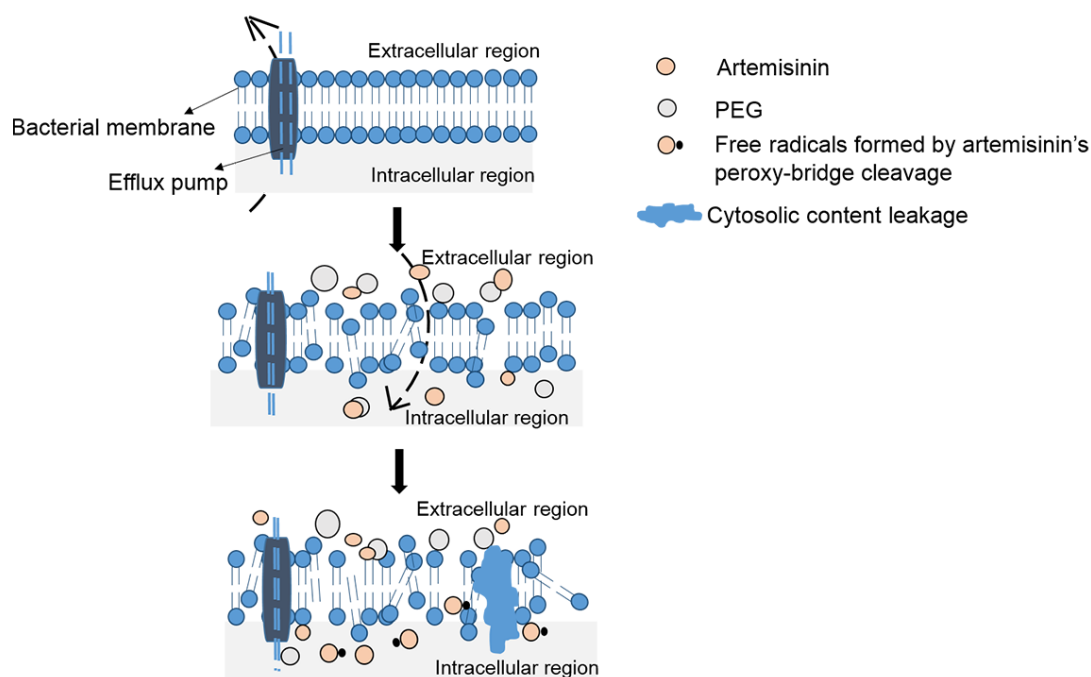 Extracellular region
Bacterial membrane
Efflux pump
Intracellular region
Artemisinin
PEG
Free radicals formed by artemisinin's
peroxy-bridge cleavage
Cytosolic content leakage
Extracellular region
Intracellular region
Extracellular region
Intracellular region